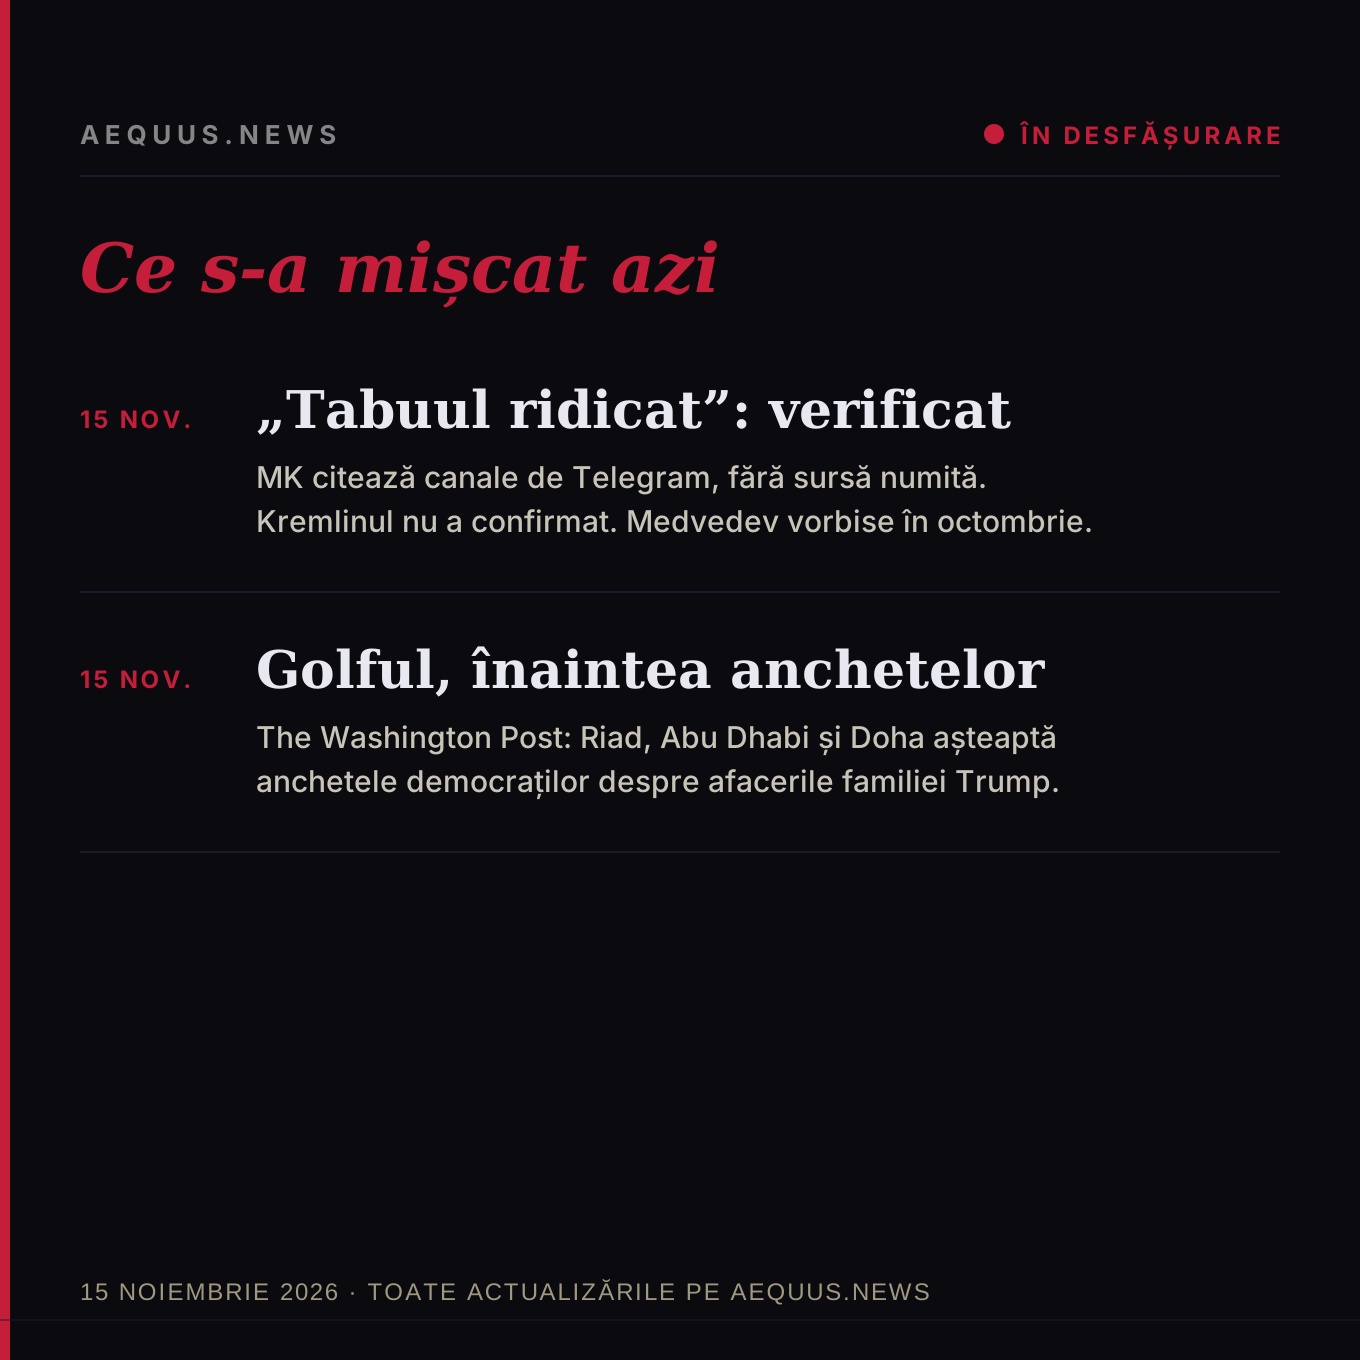 AEQUUS.NEWS
ÎN DESFĂȘURARE
Ce s-a mișcat azi
15 NOV.
„Tabuul ridicat”: verificat
MK citează canale de Telegram, fără sursă numită.
Kremlinul nu a confirmat. Medvedev vorbise în octombrie.
15 NOV.
Golful, înaintea anchetelor
The Washington Post: Riad, Abu Dhabi și Doha așteaptă
anchetele democraților despre afacerile familiei Trump.
15 NOIEMBRIE 2026 · TOATE ACTUALIZĂRILE PE AEQUUS.NEWS